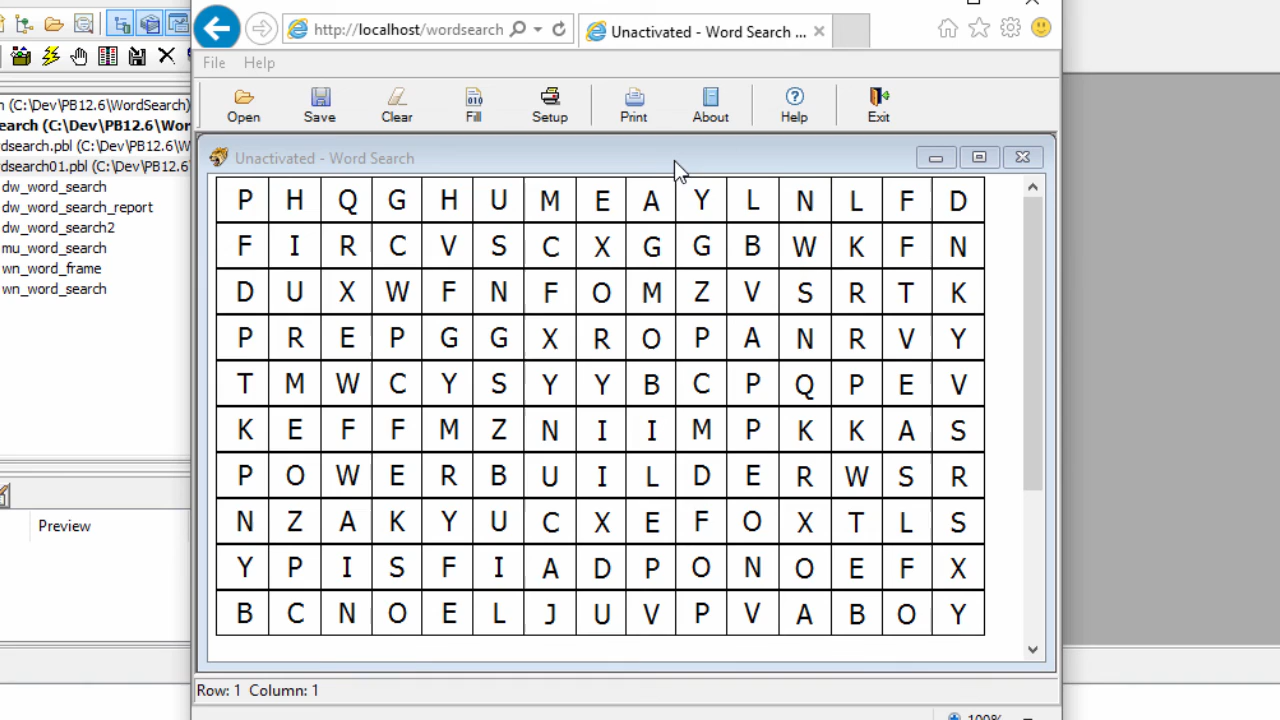 http://localhost/wordsearch
Unactivated - Word Search ...
File Help
Open Save Clear Fill Setup Print About Help Exit
Unactivated - Word Search
P H Q G H U M E A Y L N L F D
F I R C V S C X G G B W K F N
D U X W F N F O M Z V S R T K
P R E P G G X R O P A N R V Y
T M W C Y S Y Y B C P Q P E V
K E F F M Z N I I M P K K A S
P O W E R B U I L D E R W S R
N Z A K Y U C X E F O X T L S
Y P I S F I A D P O N O E F X
B C N O E L J U V P V A B O Y
Row: 1 Column: 1
100%
(C:\Dev\PB12.6\WordSearch)
earch (C:\Dev\PB12.6\Wor
dsearch.pbl (C:\Dev\PB12.6\W
dsearch01.pbl (C:\Dev\PB12.6
dw_word_search
dw_word_search_report
dw_word_search2
mu_word_search
wn_word_frame
wn_word_search
Preview